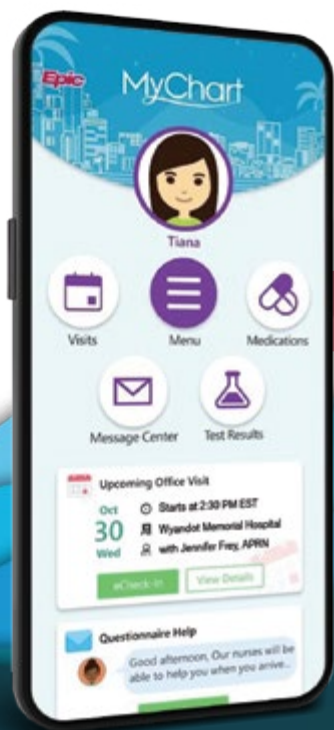 Epic
MyChart
Tiana
Visits
Menu
Medications
Message Center
Test Results
Upcoming Office Visit
Oct
30
Wed
Starts at 2:30 PM EST
Wyandot Memorial Hospital
with Jennifer Frey, APRN
eCheck-In
View Details
Questionnaire Help
Good afternoon, Our nurses will be
able to help you when you arrive..